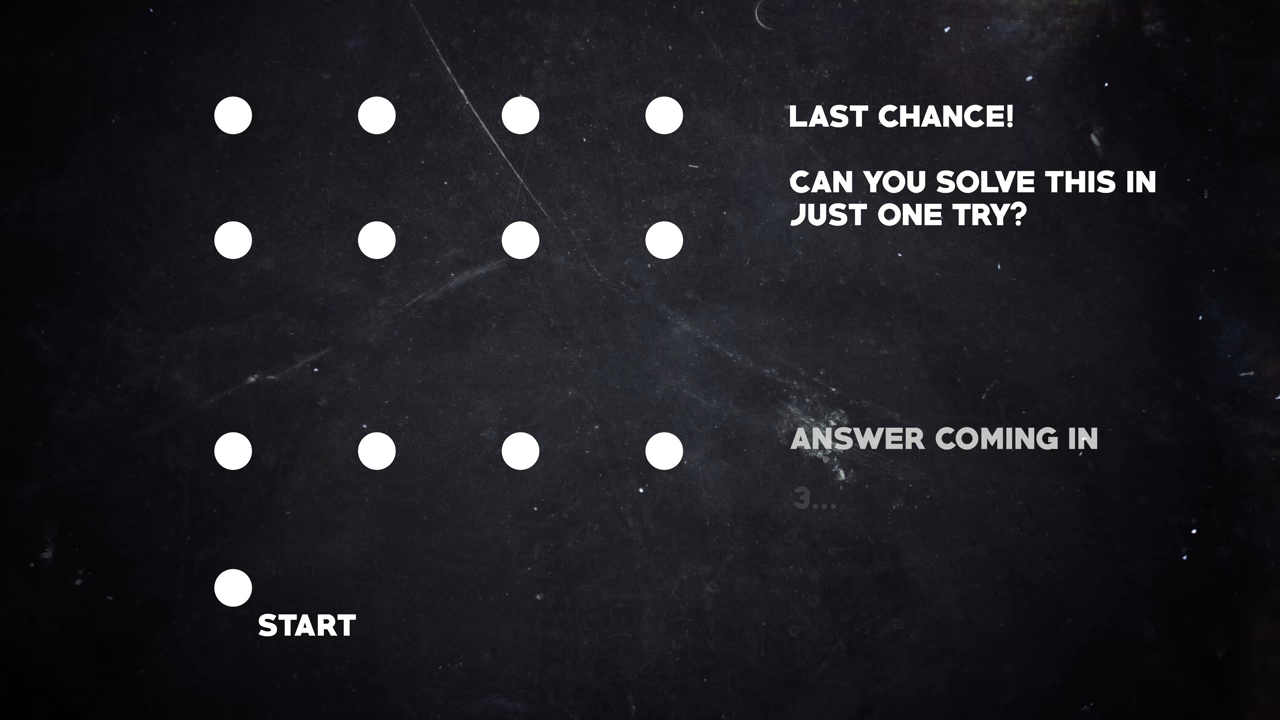 LAST CHANCE!
CAN YOU SOLVE THIS IN
JUST ONE TRY?
ANSWER COMING IN
3...
START